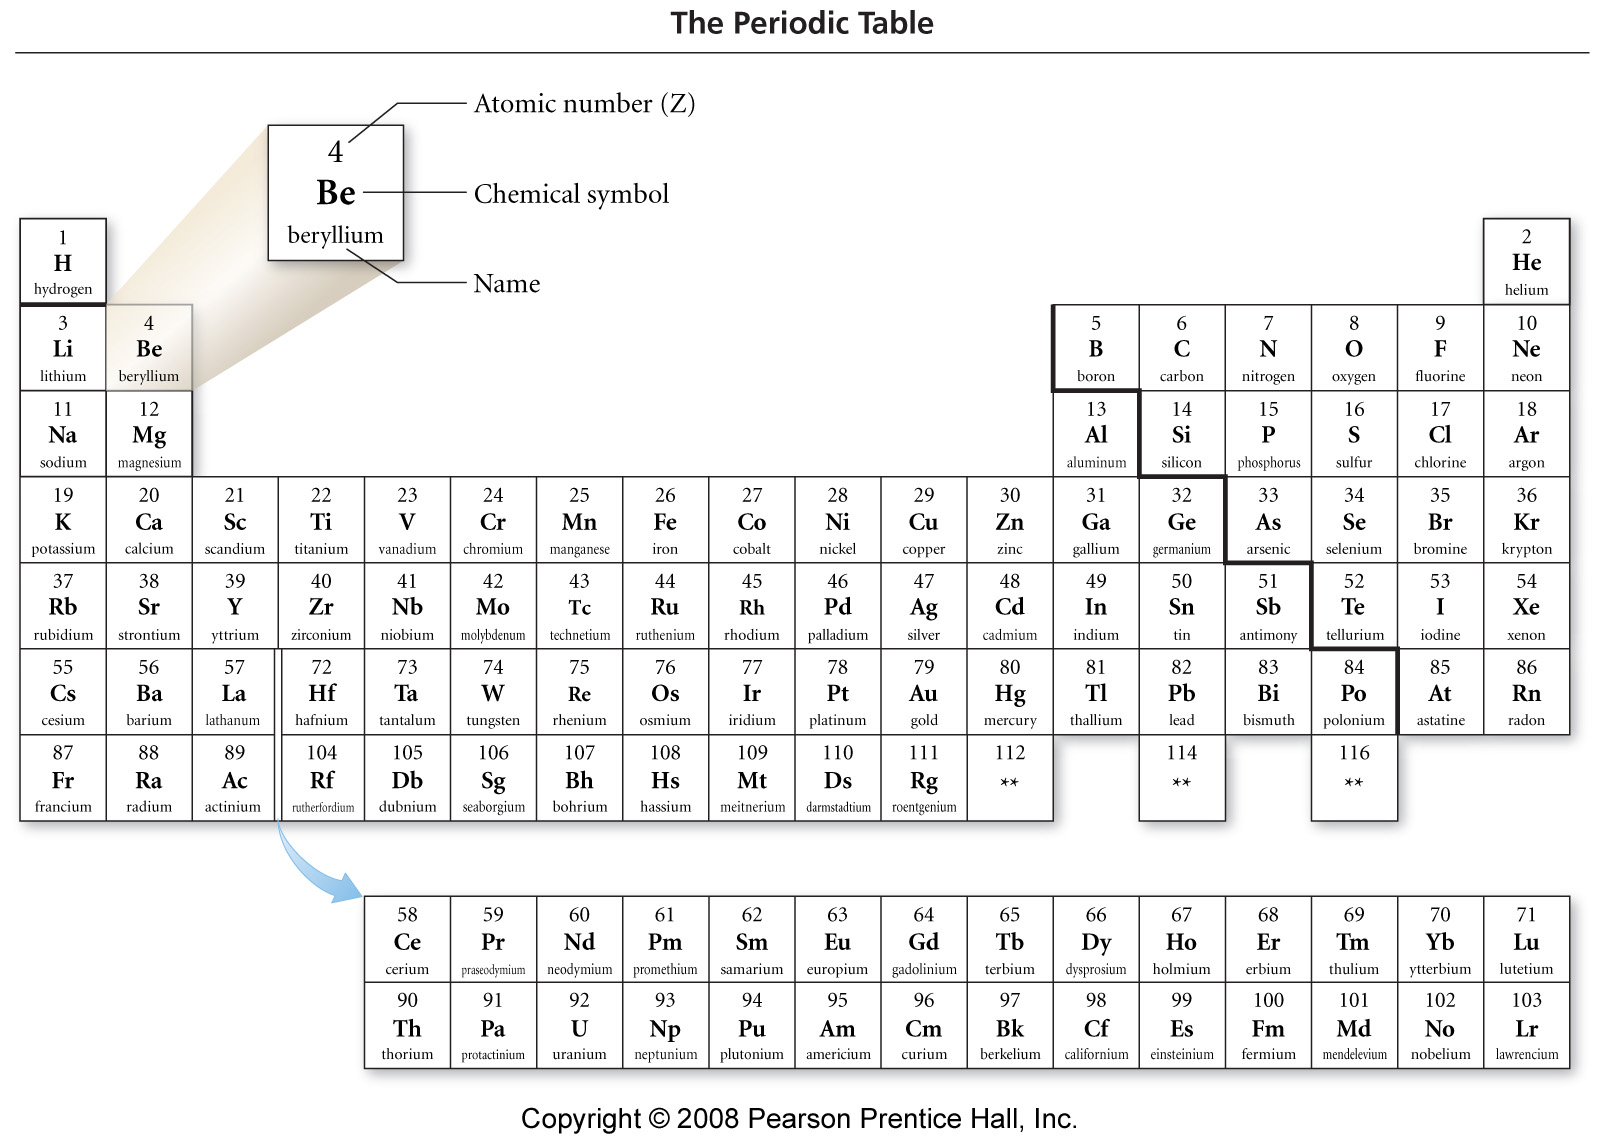 The Periodic Table
Atomic number (Z)
4
Be
beryllium
Chemical symbol
Name
1 2
H He
hydrogen helium
3 4 5 6 7 8 9 10
Li Be B C N O F Ne
lithium beryllium boron carbon nitrogen oxygen fluorine neon
11 12 13 14 15 16 17 18
Na Mg Al Si P S Cl Ar
sodium magnesium aluminum silicon phosphorus sulfur chlorine argon
19 20 21 22 23 24 25 26 27 28 29 30 31 32 33 34 35 36
K Ca Sc Ti V Cr Mn Fe Co Ni Cu Zn Ga Ge As Se Br Kr
potassium calcium scandium titanium vanadium chromium manganese iron cobalt nickel copper zinc gallium germanium arsenic selenium bromine krypton
37 38 39 40 41 42 43 44 45 46 47 48 49 50 51 52 53 54
Rb Sr Y Zr Nb Mo Tc Ru Rh Pd Ag Cd In Sn Sb Te I Xe
rubidium strontium yttrium zirconium niobium molybdenum technetium ruthenium rhodium palladium silver cadmium indium tin antimony tellurium iodine xenon
55 56 57 72 73 74 75 76 77 78 79 80 81 82 83 84 85 86
Cs Ba La Hf Ta W Re Os Ir Pt Au Hg Tl Pb Bi Po At Rn
cesium barium lathanum hafnium tantalum tungsten rhenium osmium iridium platinum gold mercury thallium lead bismuth polonium astatine radon
87 88 89 104 105 106 107 108 109 110 111 112 114 116
Fr Ra Ac Rf Db Sg Bh Hs Mt Ds Rg ** ** **
francium radium actinium rutherfordium dubnium seaborgium bohrium hassium meitnerium darmstadtium roentgenium
58 59 60 61 62 63 64 65 66 67 68 69 70 71
Ce Pr Nd Pm Sm Eu Gd Tb Dy Ho Er Tm Yb Lu
cerium praseodymium neodymium promethium samarium europium gadolinium terbium dysprosium holmium erbium thulium ytterbium lutetium
90 91 92 93 94 95 96 97 98 99 100 101 102 103
Th Pa U Np Pu Am Cm Bk Cf Es Fm Md No Lr
thorium protactinium uranium neptunium plutonium americium curium berkelium californium einsteinium fermium mendelevium nobelium lawrencium
Copyright © 2008 Pearson Prentice Hall, Inc.